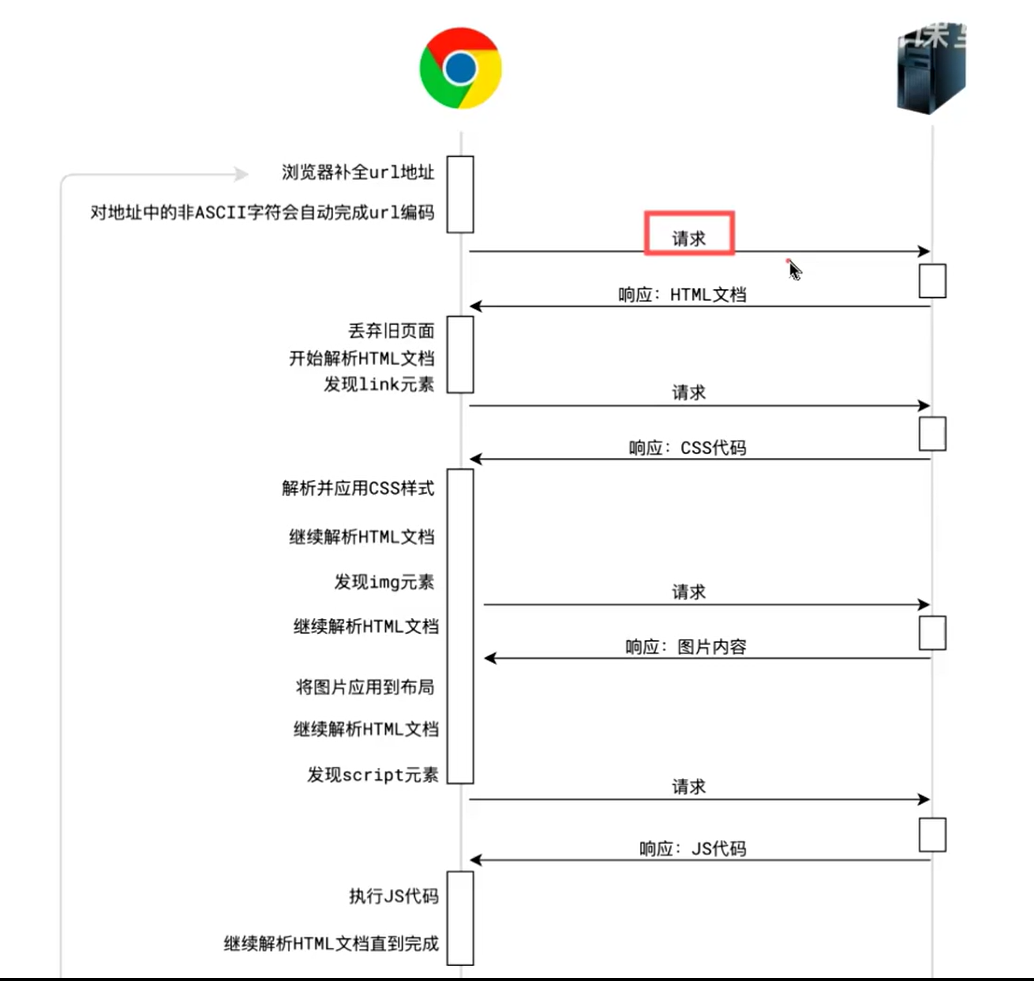 课堂
浏览器补全url地址
对地址中的非ASCII字符会自动完成url编码
请求
响应：HTML文档
丢弃旧页面
开始解析HTML文档
发现link元素
请求
响应：CSS代码
解析并应用CSS样式
继续解析HTML文档
发现img元素
请求
继续解析HTML文档
响应：图片内容
将图片应用到布局
继续解析HTML文档
发现script元素
请求
响应：JS代码
执行JS代码
继续解析HTML文档直到完成